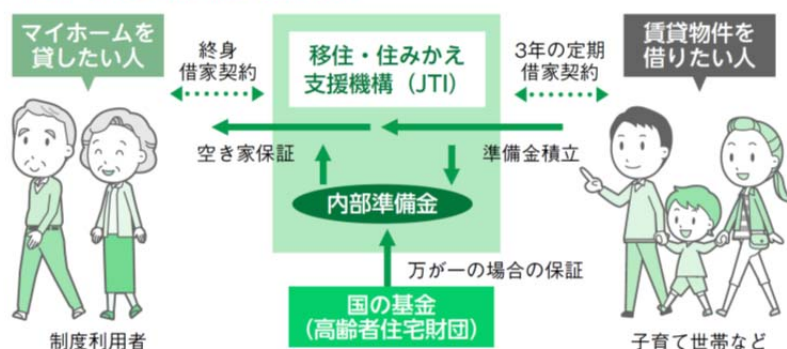 マイホームを
貸したい人
終身
借家契約
移住・住みかえ
支援機構（JTI）
3年の定期
借家契約
賃貸物件を
借りたい人
空き家保証
準備金積立
内部準備金
万が一の場合の保証
国の基金
（高齢者住宅財団）
制度利用者
子育て世帯など